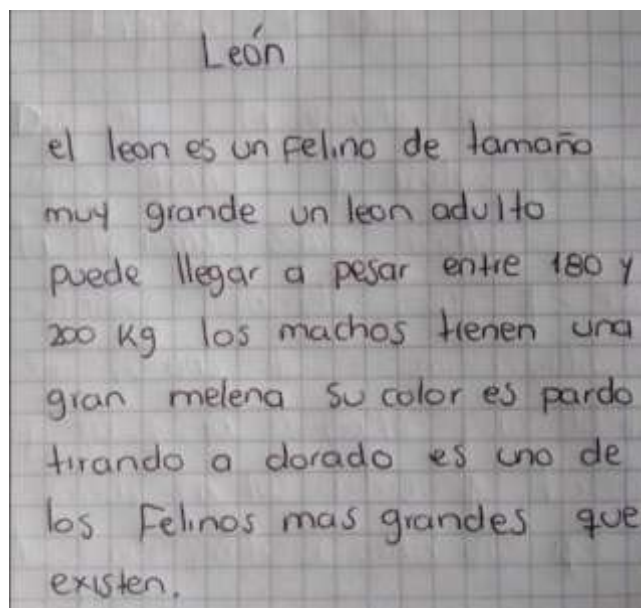 León
el leon es un felino de tamaño
muy grande un leon adulto
puede llegar a pesar entre 180 y
200 kg los machos tienen una
gran melena su color es pardo
tirando a dorado es uno de
los Felinos mas grandes que
existen.